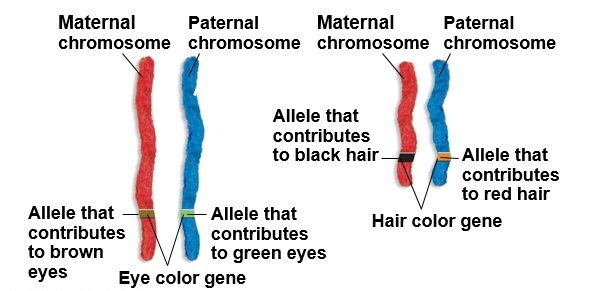 Maternal
chromosome
Paternal
chromosome
Maternal
chromosome
Paternal
chromosome
Allele that
contributes
to black hair
Allele that
contributes
to red hair
Hair color gene
Allele that
contributes
to brown
eyes
Allele that
contributes
to green eyes
Eye color gene